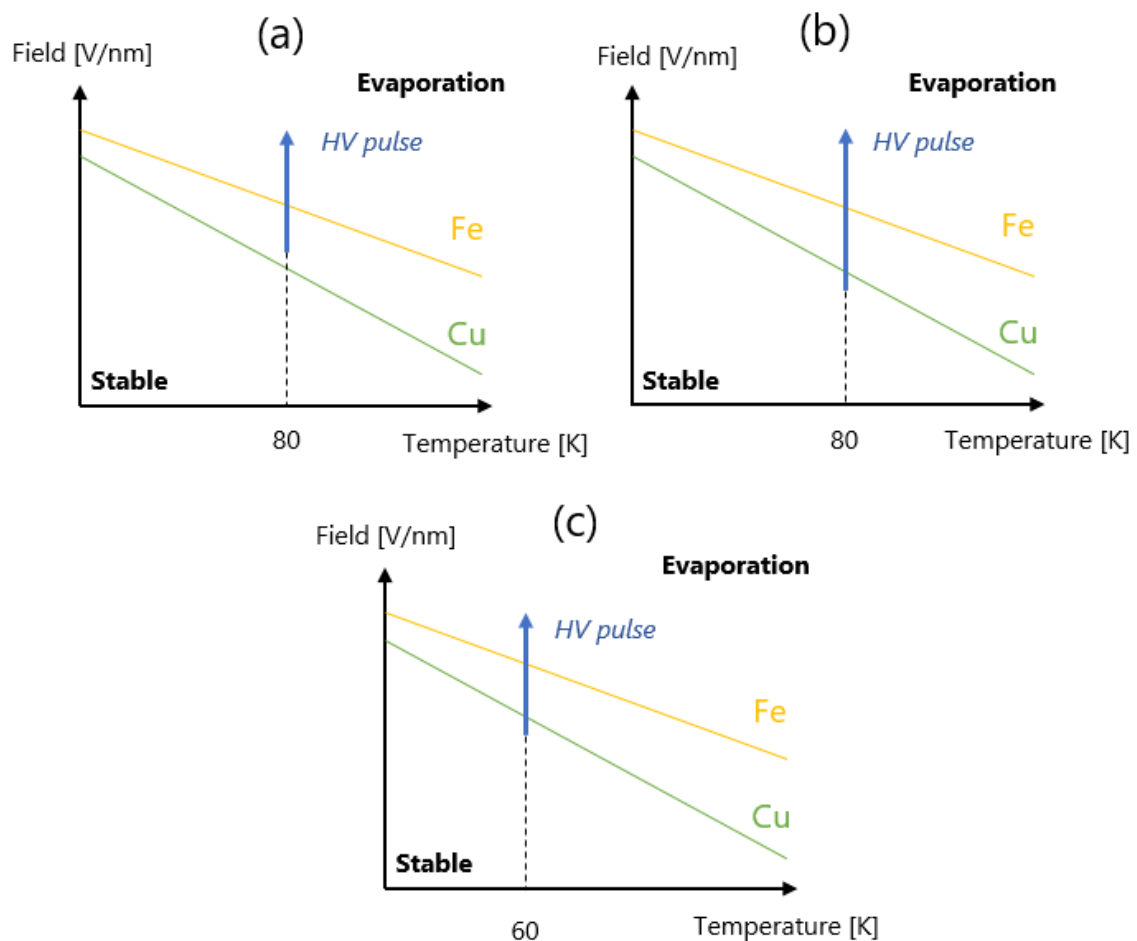 (a)
Field [V/nm]
Evaporation
HV pulse
Fe
Cu
Stable
80
Temperature [K]
(b)
Field [V/nm]
Evaporation
HV pulse
Fe
Cu
Stable
80
Temperature [K]
(c)
Field [V/nm]
Evaporation
HV pulse
Fe
Cu
Stable
60
Temperature [K]